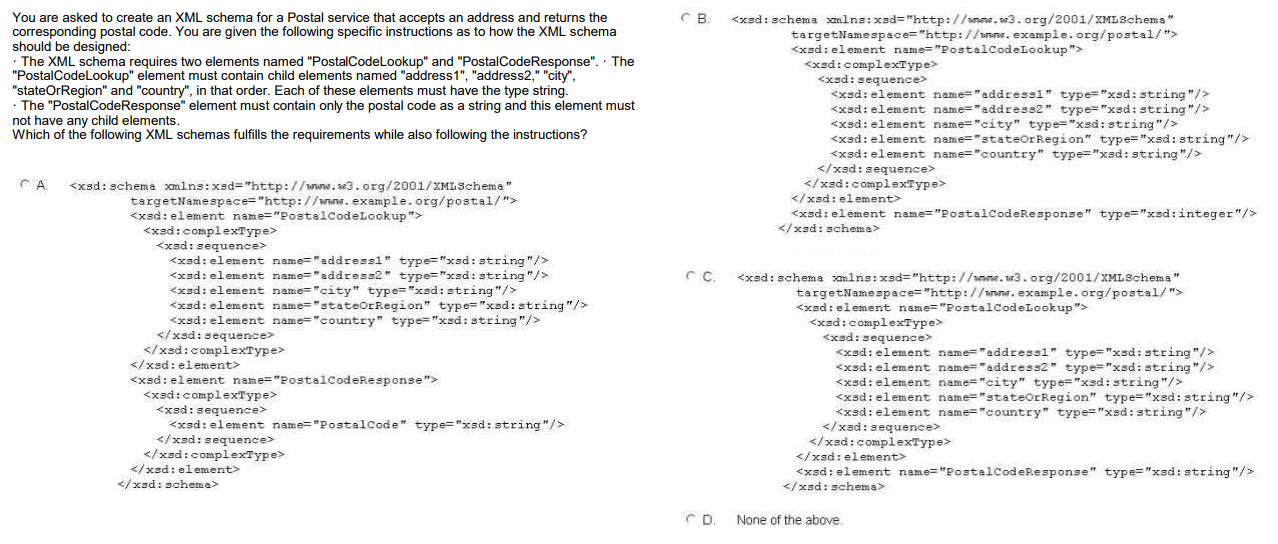 You are asked to create an XML schema for a Postal service that accepts an address and returns the
corresponding postal code. You are given the following specific instructions as to how the XML schema
should be designed:
· The XML schema requires two elements named "PostalCodeLookup" and "PostalCodeResponse". · The
"PostalCodeLookup" element must contain child elements named "address1", "address2," "city",
"stateOrRegion" and "country", in that order. Each of these elements must have the type string.
· The "PostalCodeResponse" element must contain only the postal code as a string and this element must
not have any child elements.
Which of the following XML schemas fulfills the requirements while also following the instructions?
A. <xsd:schema xmlns:xsd="http://www.w3.org/2001/XMLSchema"
targetNamespace="http://www.example.org/postal/">
<xsd:element name="PostalCodeLookup">
<xsd:complexType>
<xsd:sequence>
<xsd:element name="address1" type="xsd:string"/>
<xsd:element name="address2" type="xsd:string"/>
<xsd:element name="city" type="xsd:string"/>
<xsd:element name="stateOrRegion" type="xsd:string"/>
<xsd:element name="country" type="xsd:string"/>
</xsd:sequence>
</xsd:complexType>
</xsd:element>
<xsd:element name="PostalCodeResponse">
<xsd:complexType>
<xsd:sequence>
<xsd:element name="PostalCode" type="xsd:string"/>
</xsd:sequence>
</xsd:complexType>
</xsd:element>
</xsd:schema>
B. <xsd:schema xmlns:xsd="http://www.w3.org/2001/XMLSchema"
targetNamespace="http://www.example.org/postal/">
<xsd:element name="PostalCodeLookup">
<xsd:complexType>
<xsd:sequence>
<xsd:element name="address1" type="xsd:string"/>
<xsd:element name="address2" type="xsd:string"/>
<xsd:element name="city" type="xsd:string"/>
<xsd:element name="stateOrRegion" type="xsd:string"/>
<xsd:element name="country" type="xsd:string"/>
</xsd:sequence>
</xsd:complexType>
</xsd:element>
<xsd:element name="PostalCodeResponse" type="xsd:integer"/>
</xsd:schema>
C. <xsd:schema xmlns:xsd="http://www.w3.org/2001/XMLSchema"
targetNamespace="http://www.example.org/postal/">
<xsd:element name="PostalCodeLookup">
<xsd:complexType>
<xsd:sequence>
<xsd:element name="address1" type="xsd:string"/>
<xsd:element name="address2" type="xsd:string"/>
<xsd:element name="city" type="xsd:string"/>
<xsd:element name="stateOrRegion" type="xsd:string"/>
<xsd:element name="country" type="xsd:string"/>
</xsd:sequence>
</xsd:complexType>
</xsd:element>
<xsd:element name="PostalCodeResponse" type="xsd:string"/>
</xsd:schema>
D. None of the above.